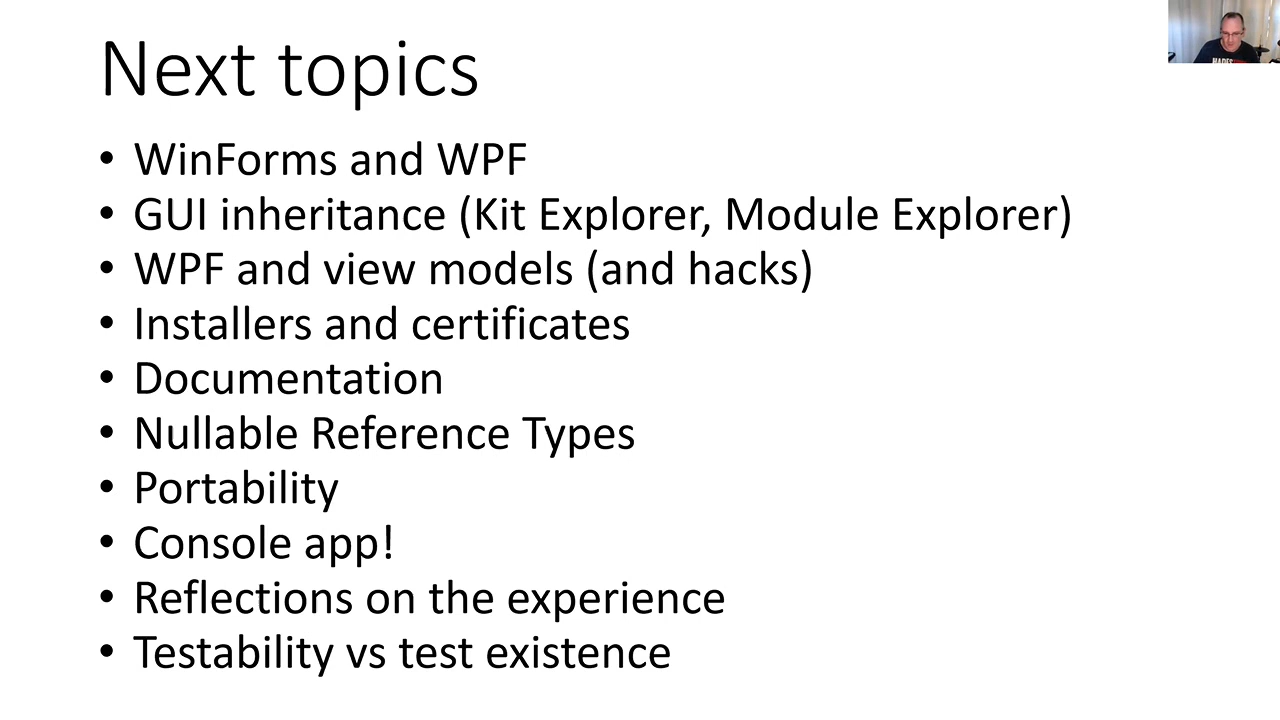 Next topics
• WinForms and WPF
• GUI inheritance (Kit Explorer, Module Explorer)
• WPF and view models (and hacks)
• Installers and certificates
• Documentation
• Nullable Reference Types
• Portability
• Console app!
• Reflections on the experience
• Testability vs test existence